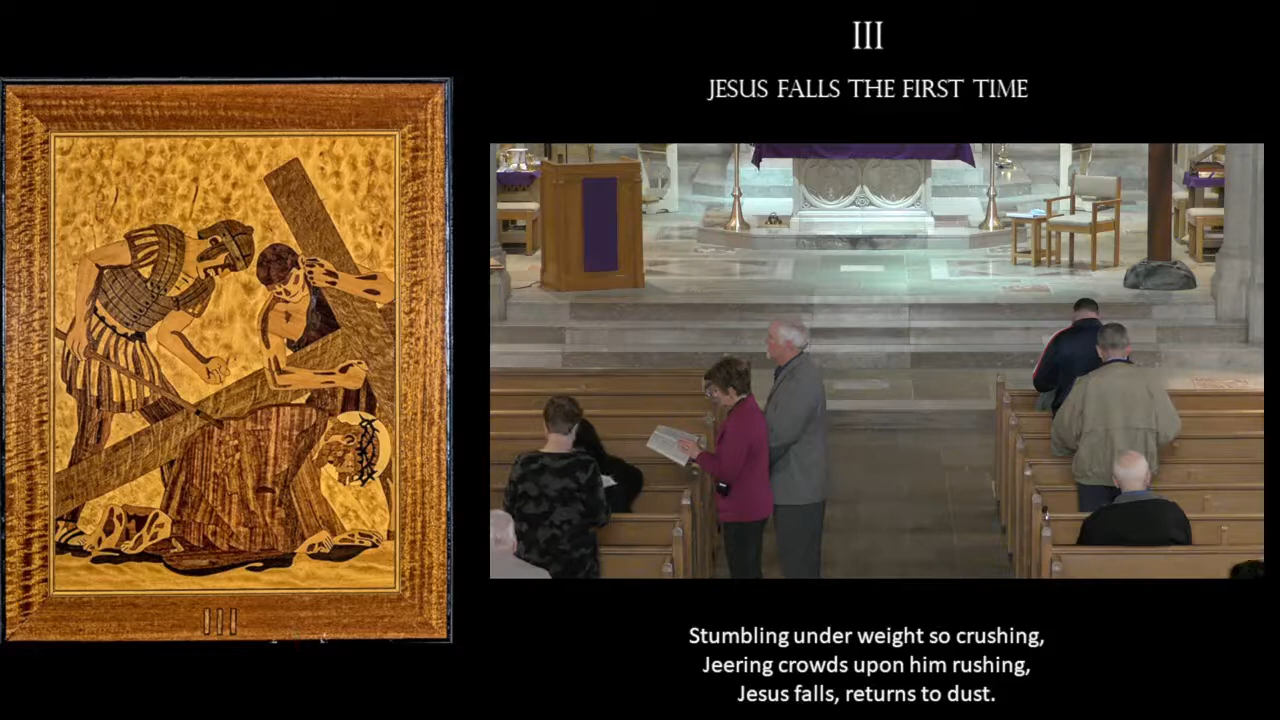 III
JESUS FALLS THE FIRST TIME
III
Stumbling under weight so crushing,
Jeering crowds upon him rushing,
Jesus falls, returns to dust.